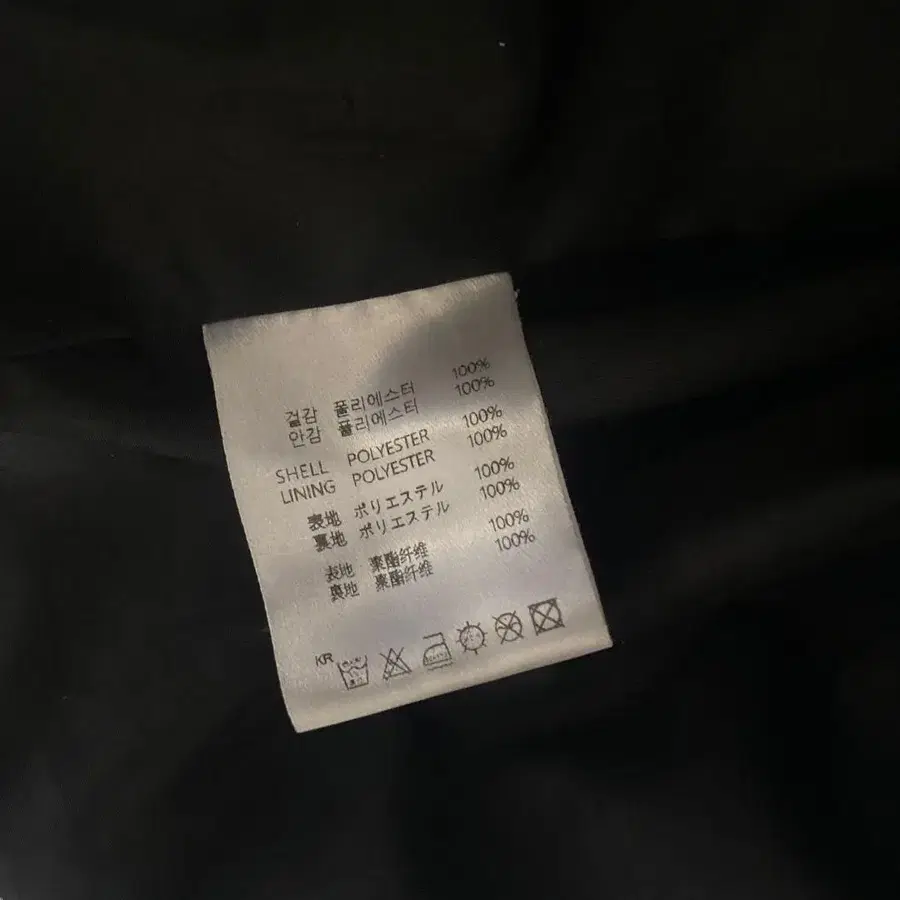 겉감 폴리에스터 100%
안감 폴리에스터 100%
SHELL POLYESTER 100%
LINING POLYESTER 100%
表地 ポリエステル 100%
裏地 ポリエステル 100%
表地 聚酯纤维 100%
裏地 聚酯纤维 100%
KR